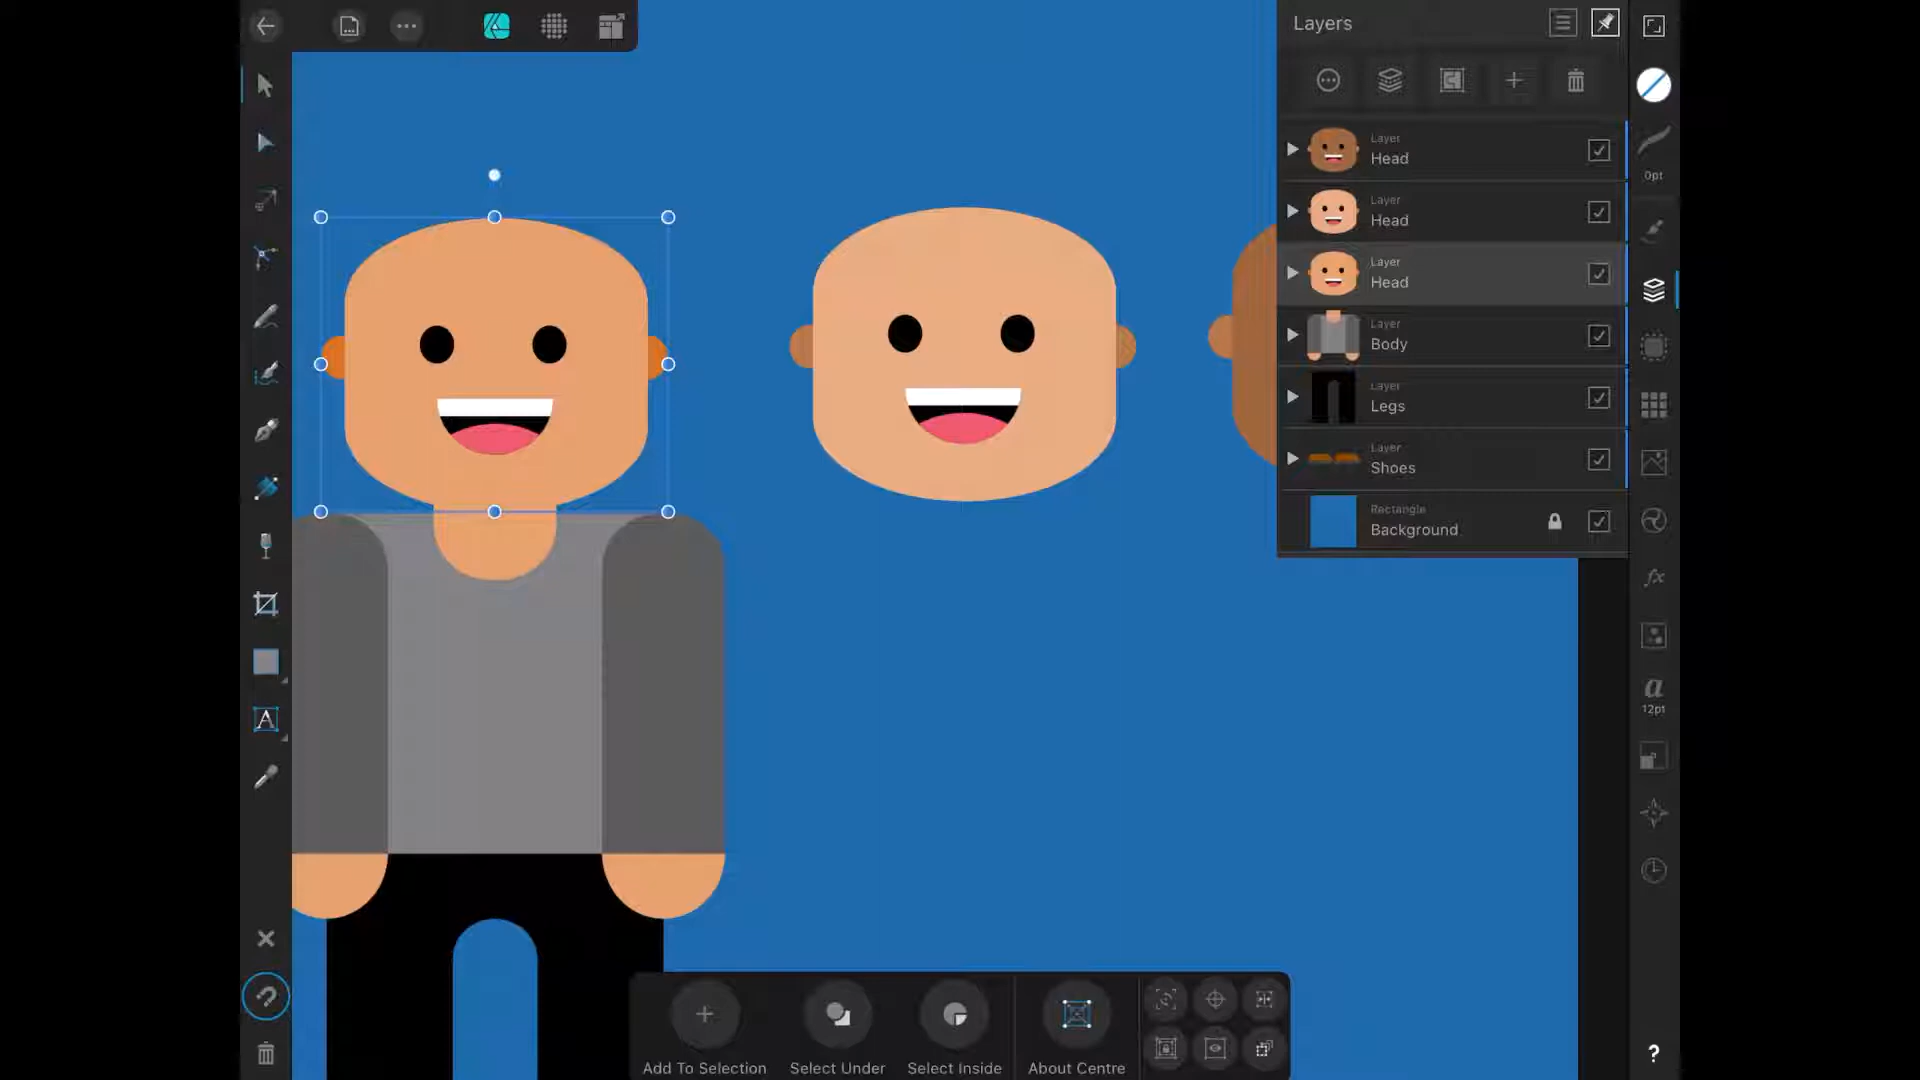 Layers
Layer
Head
0pt
Layer
Head
Layer
Head
Layer
Body
Layer
Legs
Layer
Shoes
Rectangle
Background
fx
a
12pt
A
Add To Selection
Select Under
Select Inside
About Centre
?